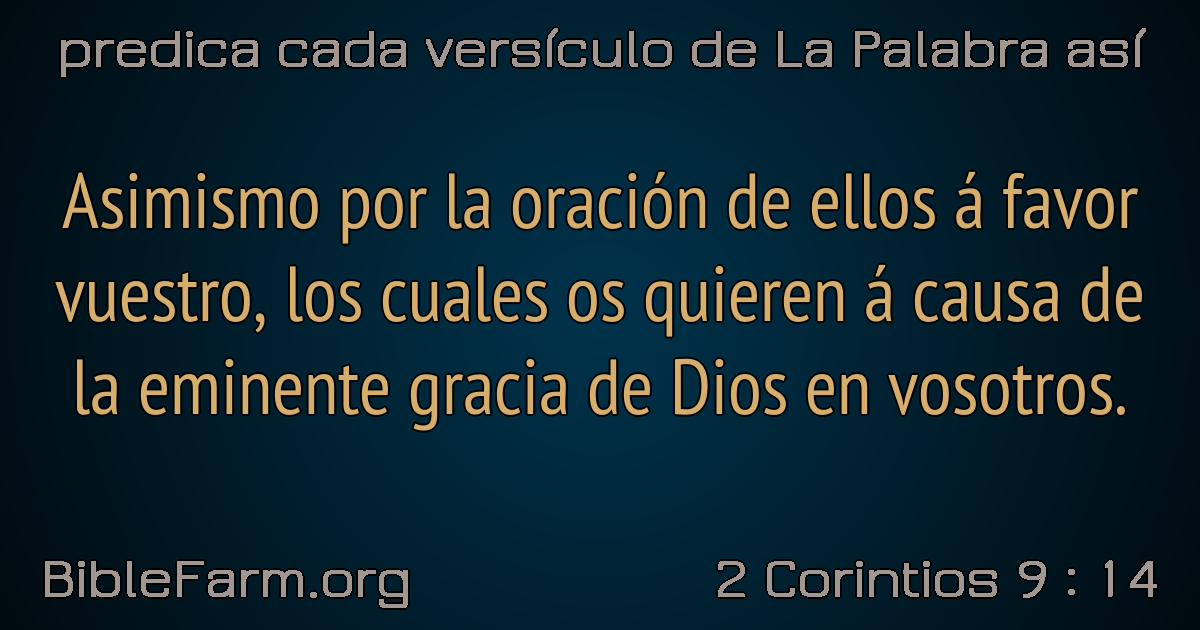 predica cada versículo de La Palabra así
Asimismo por la oración de ellos á favor
vuestro, los cuales os quieren á causa de
la eminente gracia de Dios en vosotros.
BibleFarm.org
2 Corintios 9 : 14